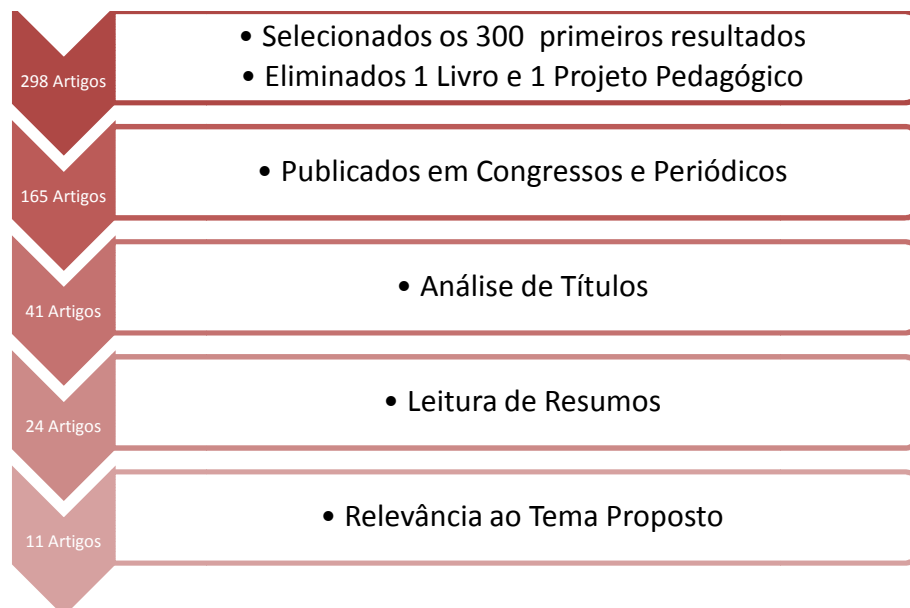 298 Artigos
• Selecionados os 300 primeiros resultados
• Eliminados 1 Livro e 1 Projeto Pedagógico
165 Artigos
• Publicados em Congressos e Periódicos
41 Artigos
• Análise de Títulos
24 Artigos
• Leitura de Resumos
11 Artigos
• Relevância ao Tema Proposto